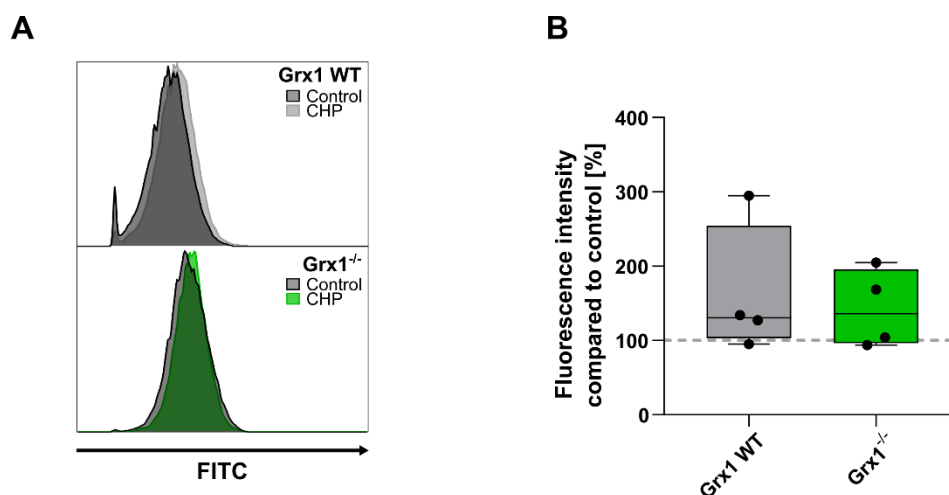 A
Grx1 WT
Control
CHP
Grx1-/-
Control
CHP
FITC
B
Fluorescence intensity
compared to control [%]
400
300
200
100
0
Grx1 WT
Grx1-/-